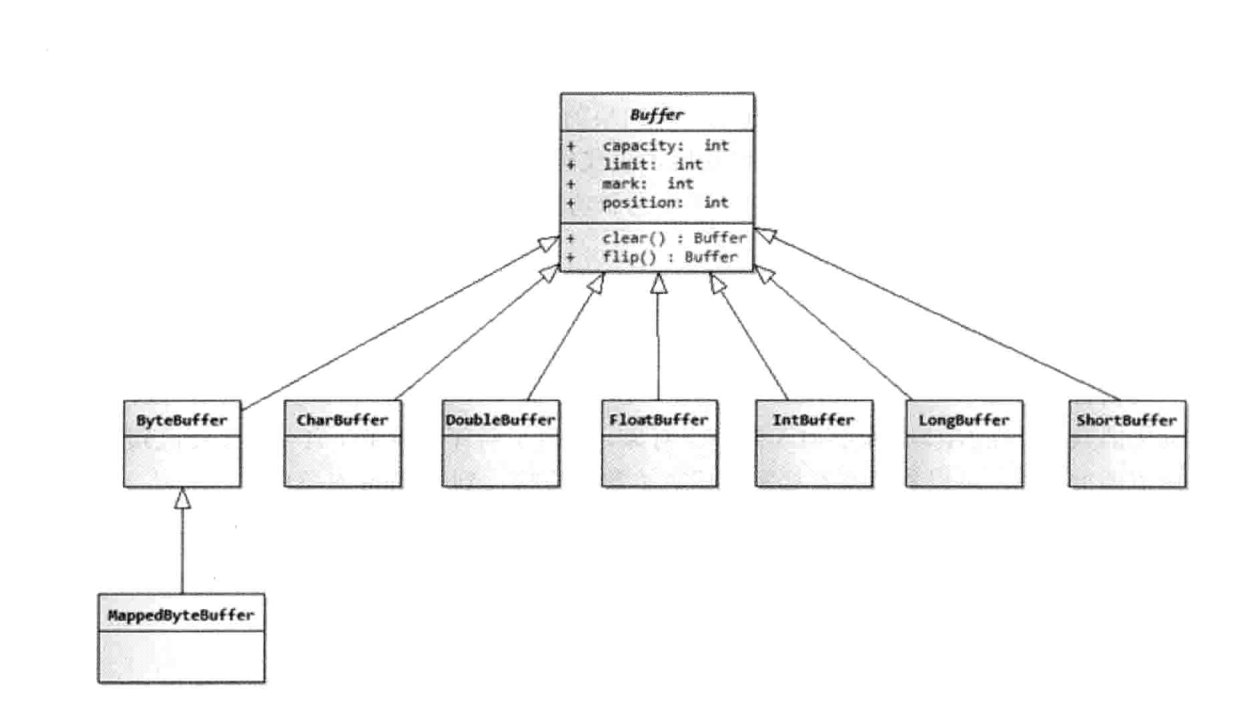 Buffer
+ capacity: int
+ limit: int
+ mark: int
+ position: int
+ clear() : Buffer
+ flip() : Buffer
ByteBuffer
CharBuffer
DoubleBuffer
FloatBuffer
IntBuffer
LongBuffer
ShortBuffer
MappedByteBuffer